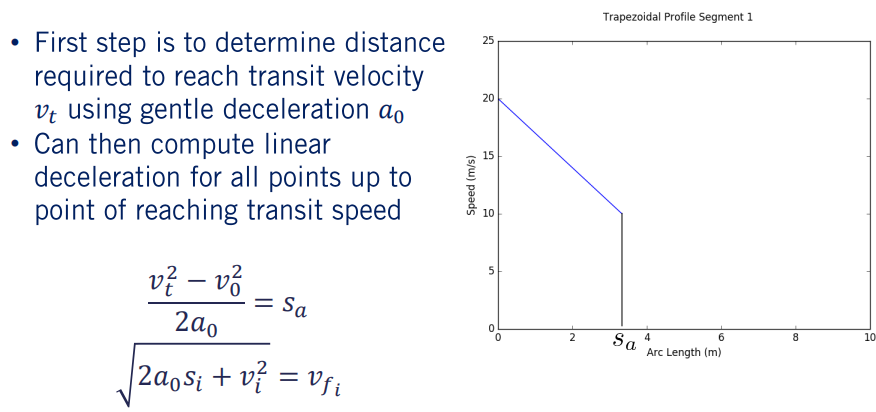 • First step is to determine distance
required to reach transit velocity
v_t using gentle deceleration a_0
• Can then compute linear
deceleration for all points up to
point of reaching transit speed
\frac{v_t^2 - v_0^2}{2a_0} = s_a
\sqrt{2a_0 s_i + v_i^2} = v_{f_i}
Trapezoidal Profile Segment 1
25
20
15
10
5
0
Speed (m/s)
0 2 4 6 8 10
s_a
Arc Length (m)